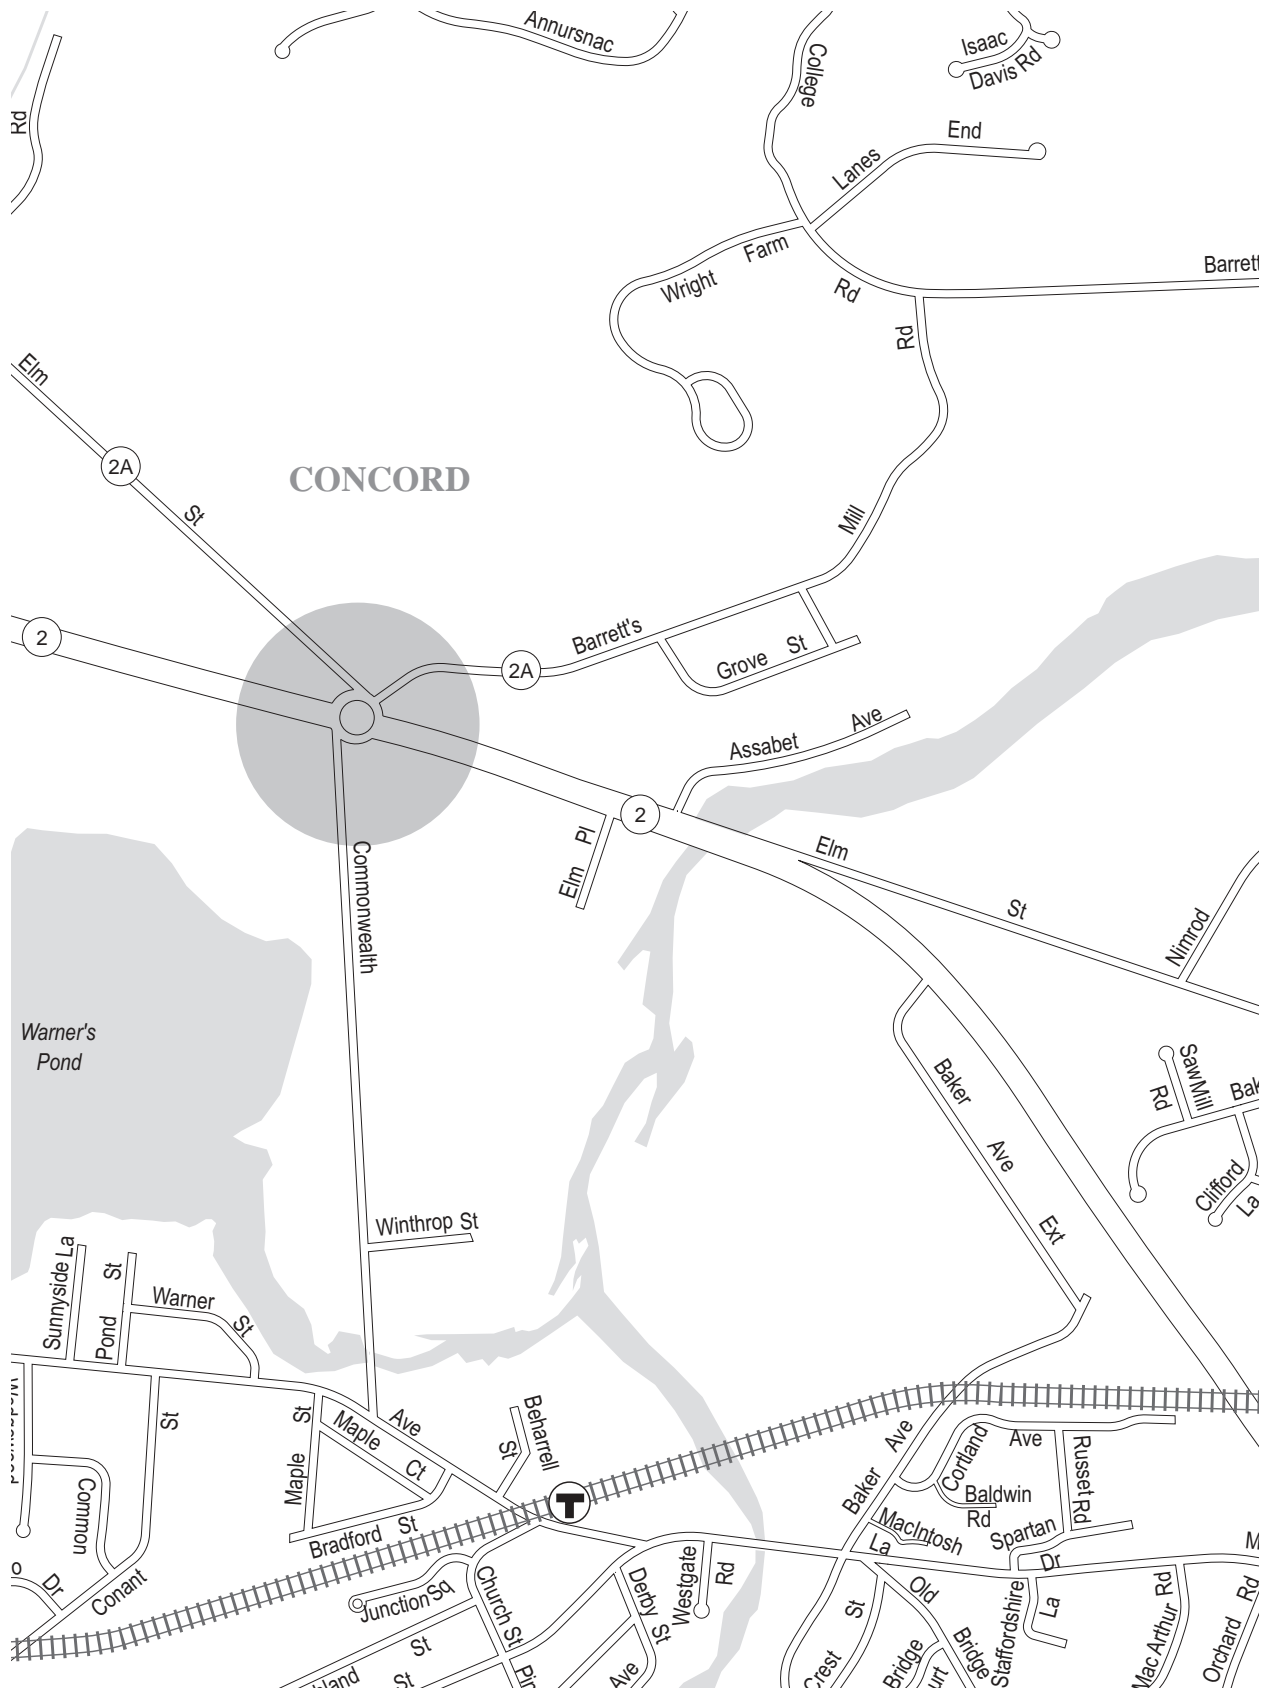 Annursnac
College
Isaac
Davis Rd
Rd
Lanes End
Wright Farm Rd
Barrett
Rd
Elm
2A
St
CONCORD
Mill
2
Barrett's
2A
Grove St
Assabet Ave
2
Elm Pl
Elm St
Nimrod
Commonwealth
Warner's
Pond
Baker Ave Ext
SawMill
Rd
Bak
Clifford
La
Winthrop St
Sunnyside La
Pond St
Warner St
St
Maple St
Maple Ct
Ave
Beharrell
St
T
Common
Conant
Dr
o
Bradford St
Junction Sq
Church St
Derby St
Westgate Rd
Baker Ave
Cortland Ave
Russet Rd
Baldwin
Rd
MacIntosh
La
Spartan
Dr
Old Bridge
Staffordshire
La
Mac Arthur Rd
Orchard Rd
M
St
Crest
Bridge
urt
hland St
St
Pin
Ave